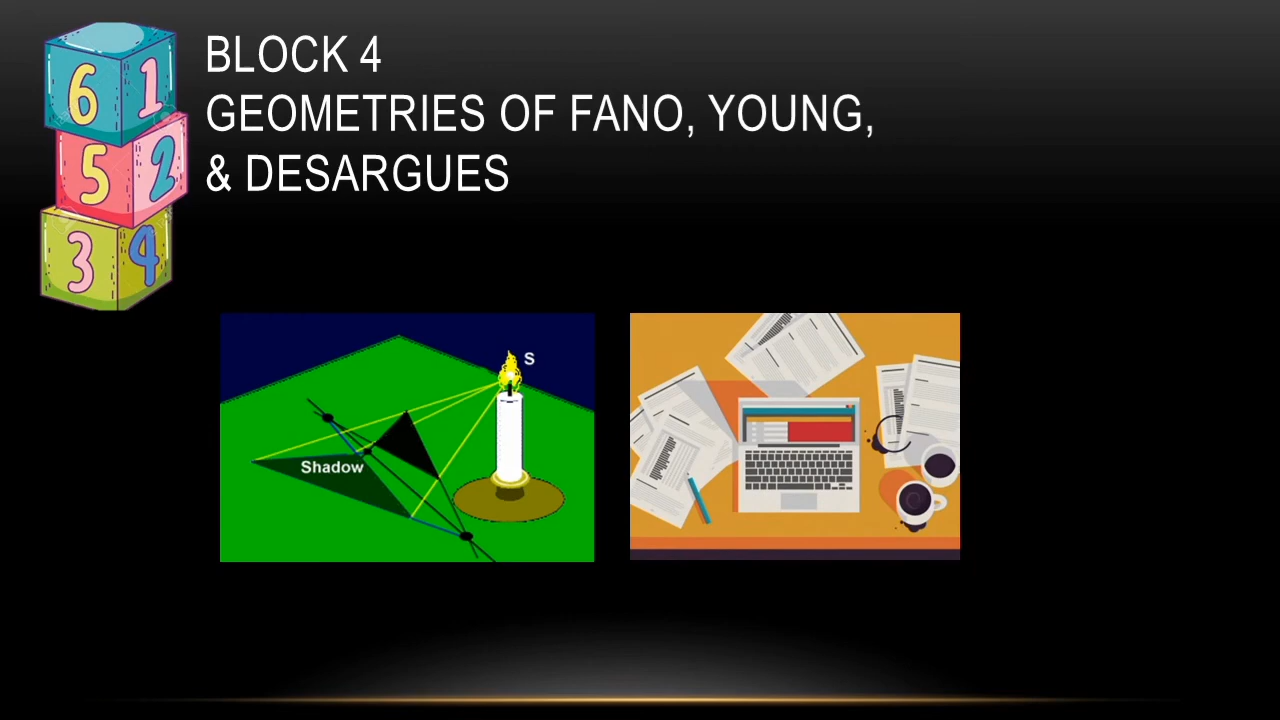 BLOCK 4
GEOMETRIES OF FANO, YOUNG,
& DESARGUES
6 1
5 2
3 4
S
Shadow